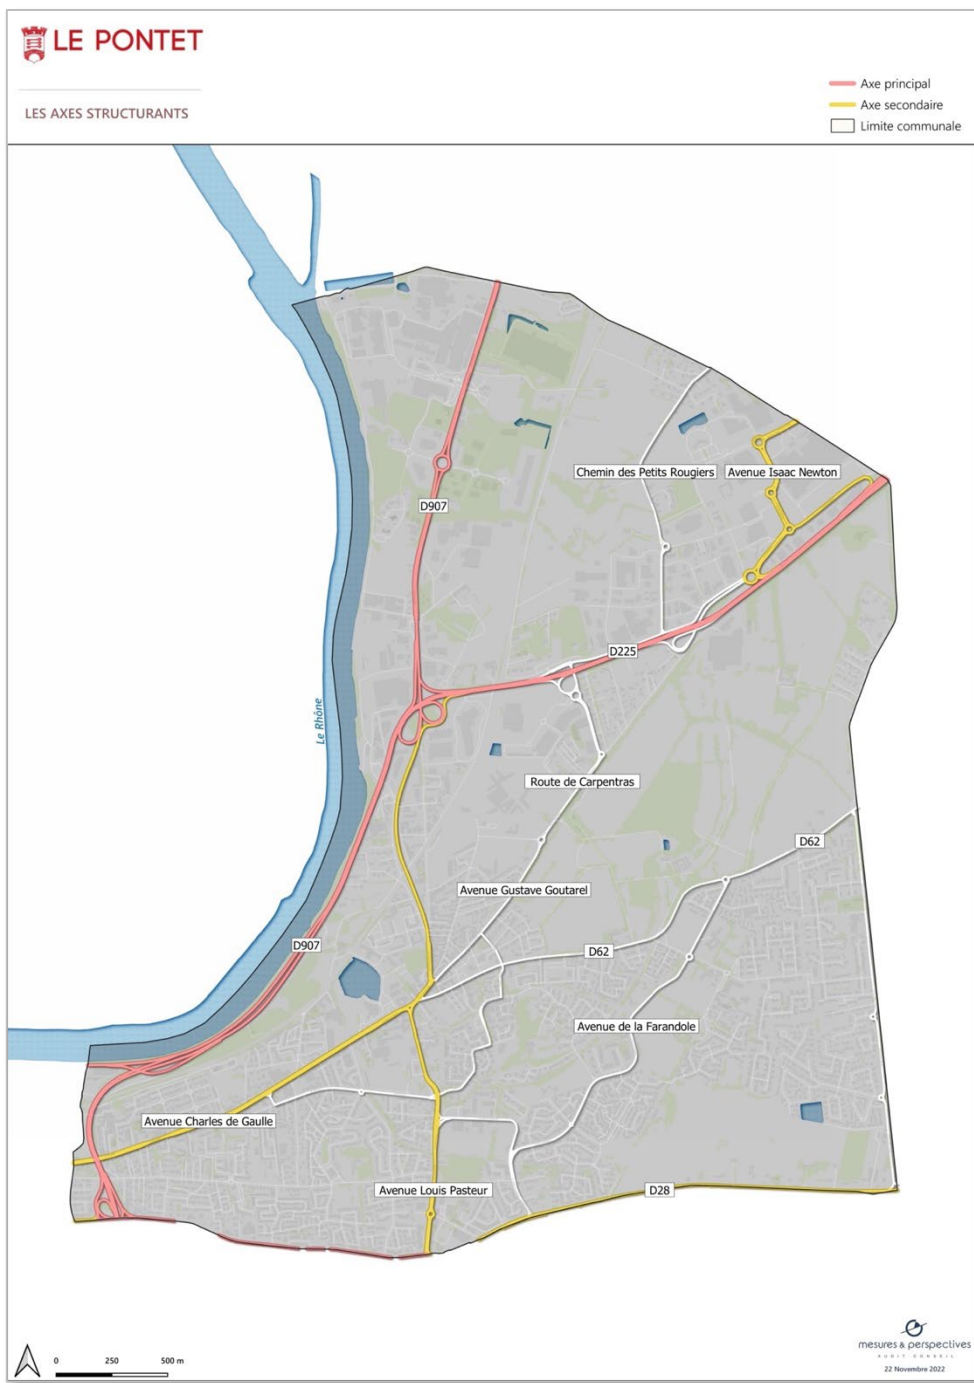 LE PONTET
LES AXES STRUCTURANTS
Axe principal
Axe secondaire
Limite communale
Chemin des Petits Rougiers
Avenue Isaac Newton
D907
D225
Le Rhône
Route de Carpentras
D62
Avenue Gustave Goutarel
D907
D62
Avenue de la Farandole
Avenue Charles de Gaulle
Avenue Louis Pasteur
D28
0 250 500 m
mesures & perspectives
AUDIT CONSEIL
22 Novembre 2022